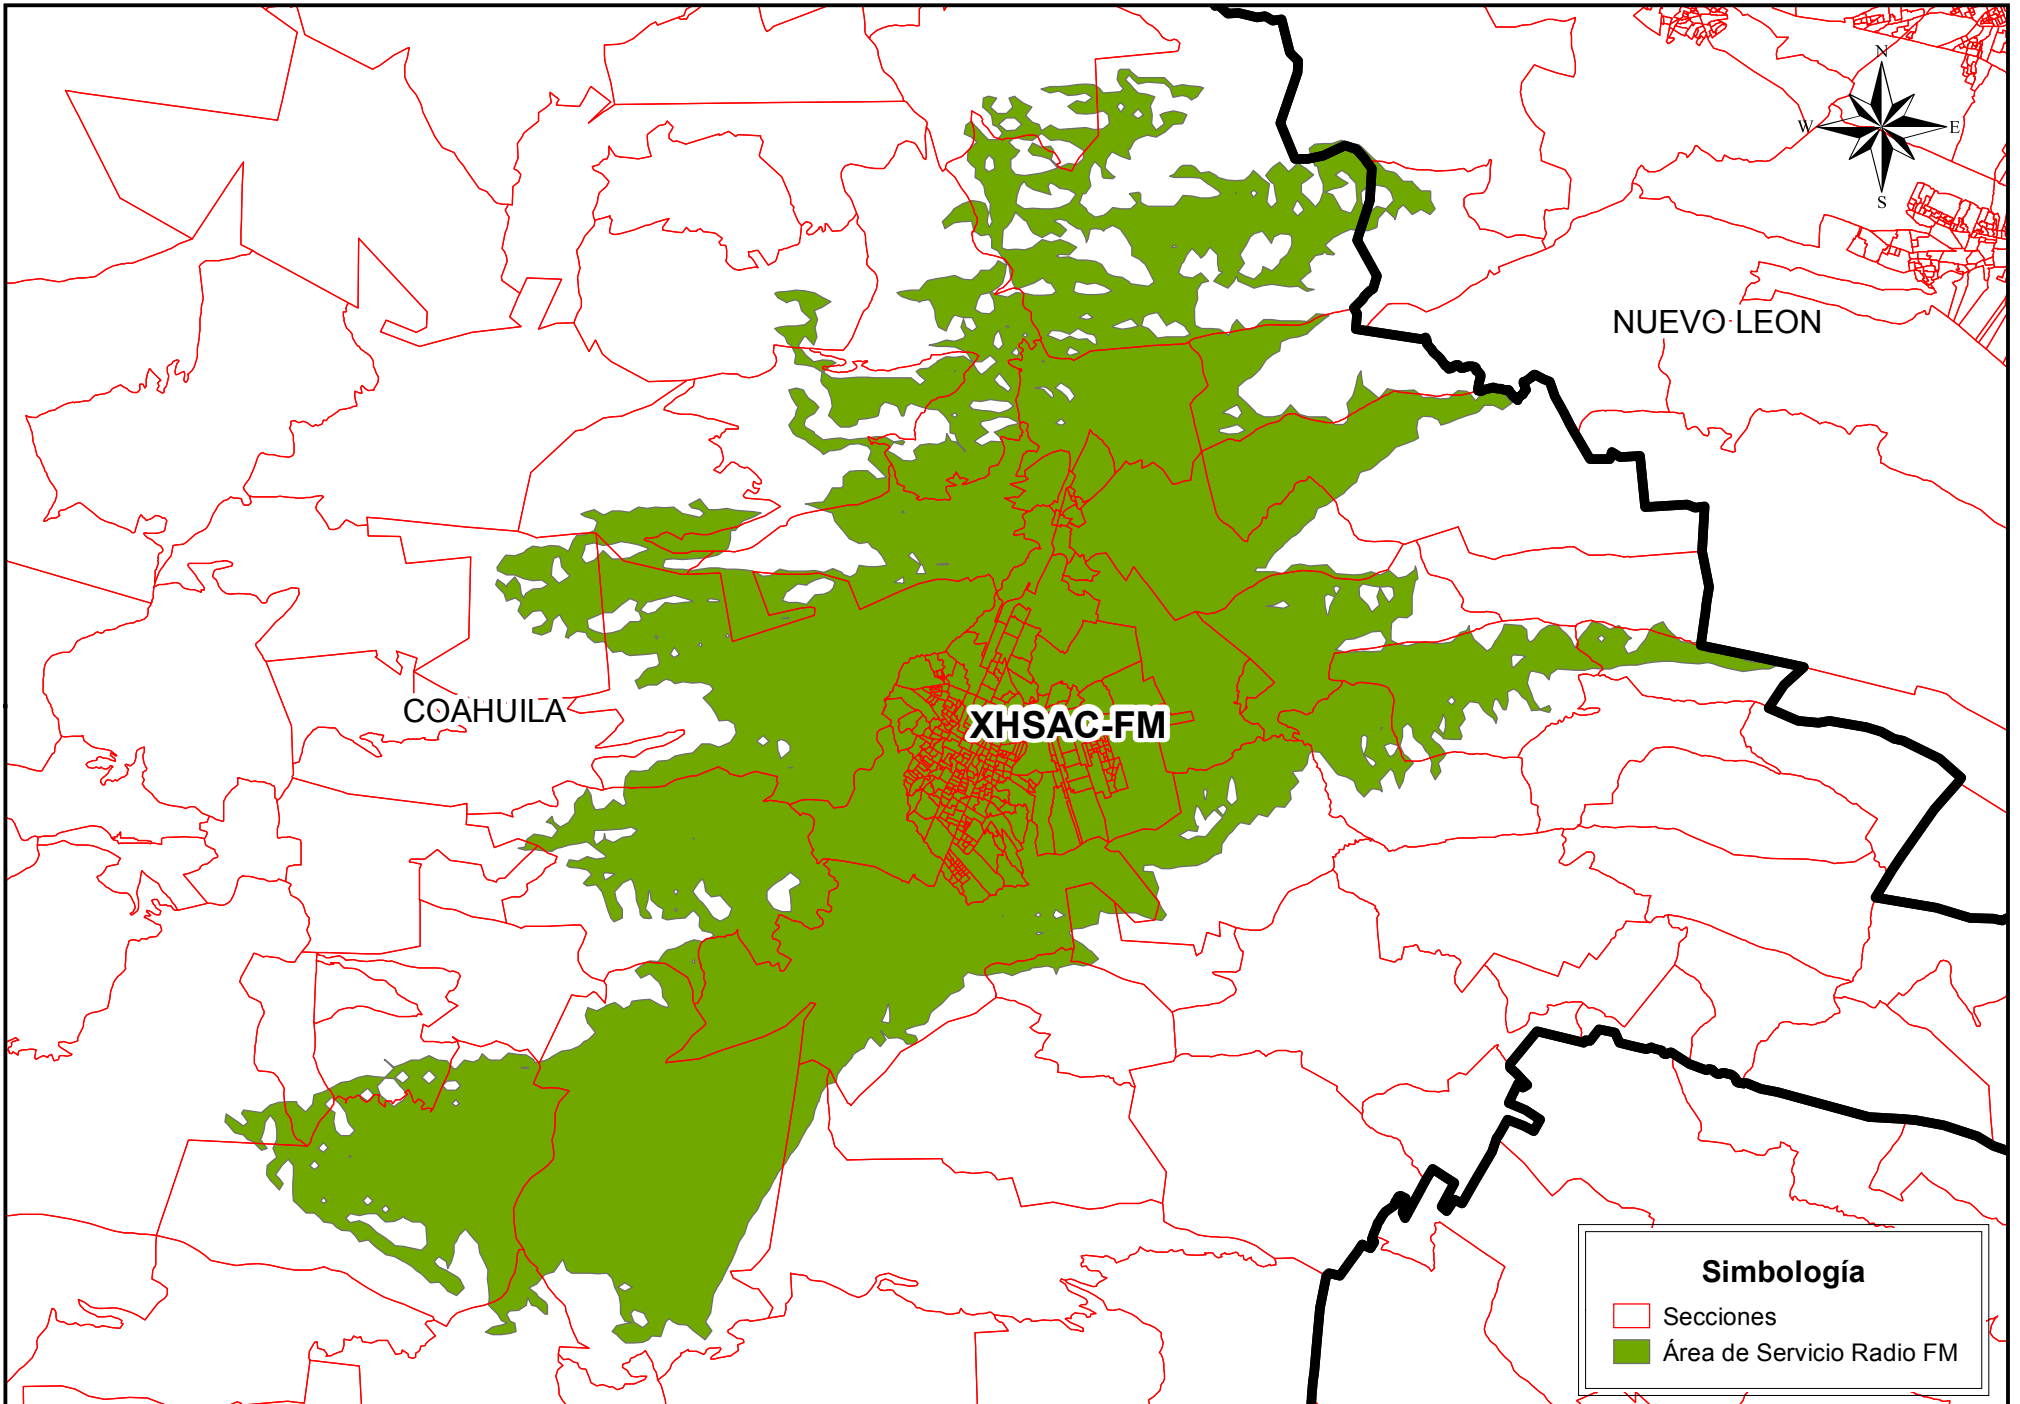 N
W E
S
NUEVO LEON
COAHUILA
XHSAC-FM
Simbología
Secciones
Área de Servicio Radio FM